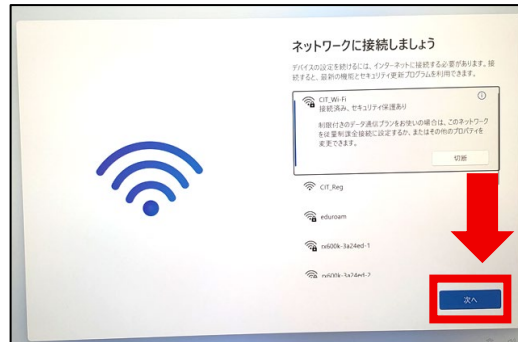 ネットワークに接続しましょう
デバイスの設定を続けるには、インターネットに接続する必要があります。接
続すると、最新の機能とセキュリティ更新プログラムを利用できます。
CIT_Wi-Fi
接続済み、セキュリティ保護あり
制限付きのデータ通信プランをお使いの場合は、このネットワーク
を従量制課金接続に設定するか、またはその他のプロパティを
変更できます。
切断
CIT_Reg
eduroam
rx600k-3a24ed-1
rx600k-3a24ed-2
次へ